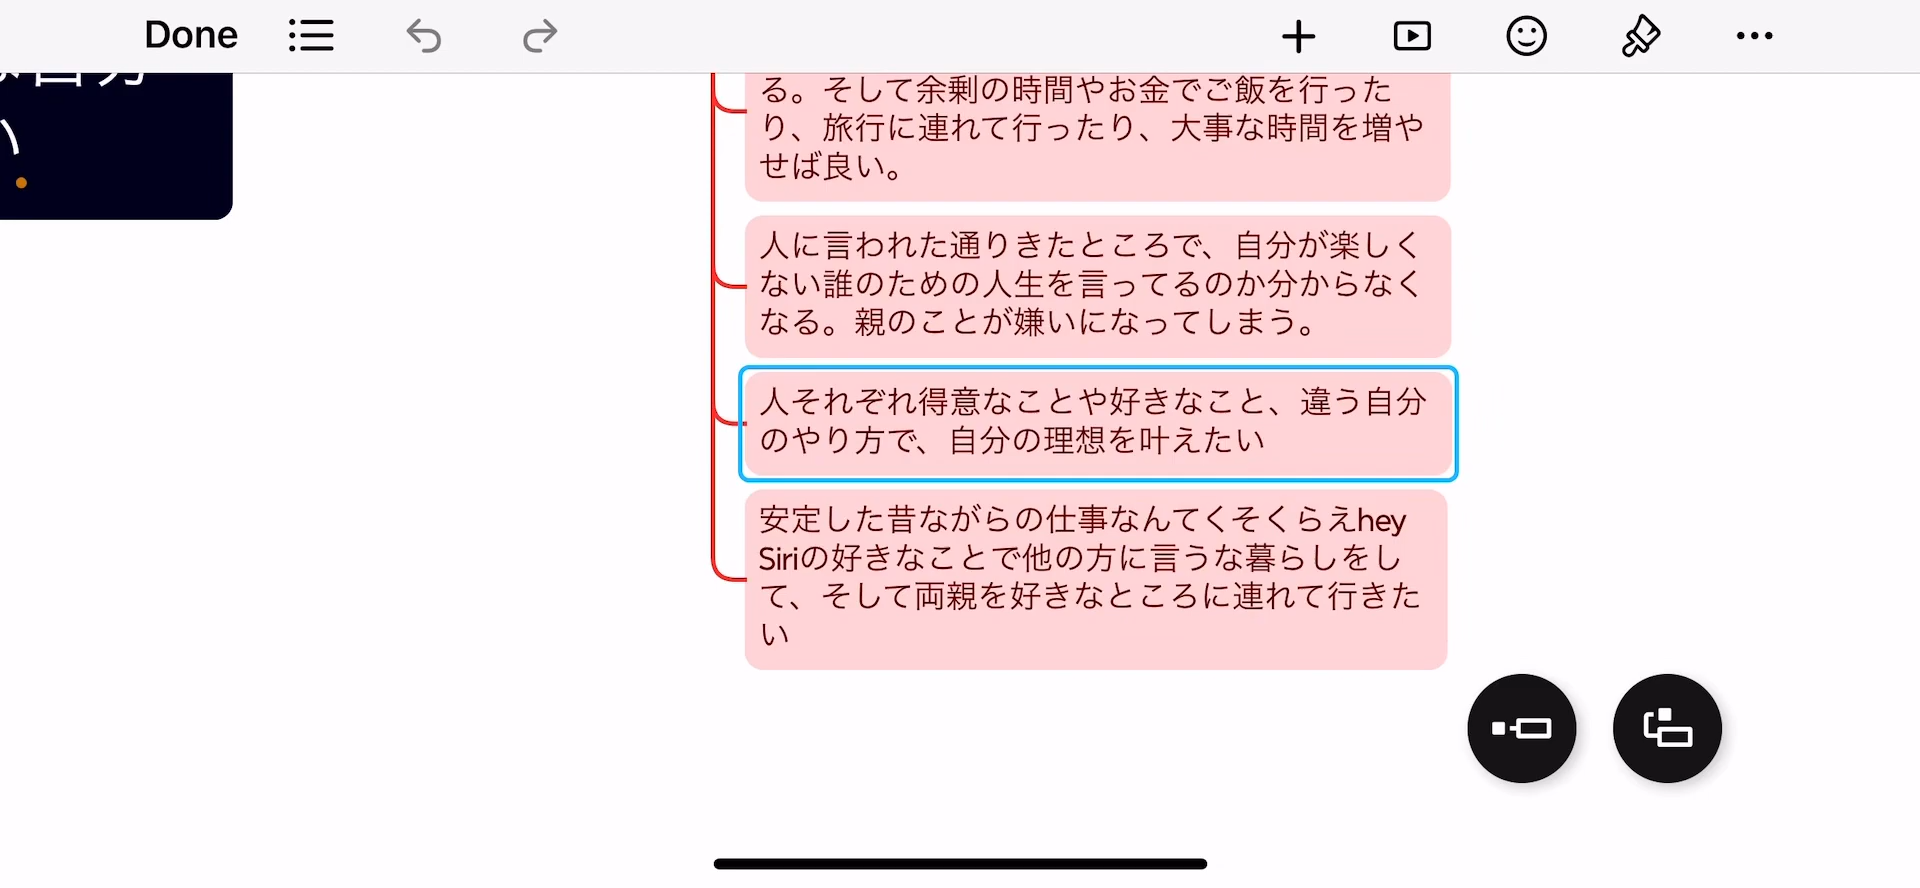 Done
る。そして余剰の時間やお金でご飯を行った
り、旅行に連れて行ったり、大事な時間を増や
せば良い。
人に言われた通りきたところで、自分が楽しく
ない誰のための人生を言ってるのか分からなく
なる。親のことが嫌いになってしまう。
人それぞれ得意なことや好きなこと、違う自分
のやり方で、自分の理想を叶えたい
安定した昔ながらの仕事なんてくそくらえhey
Siriの好きなことで他の方に言うな暮らしをし
て、そして両親を好きなところに連れて行きた
い